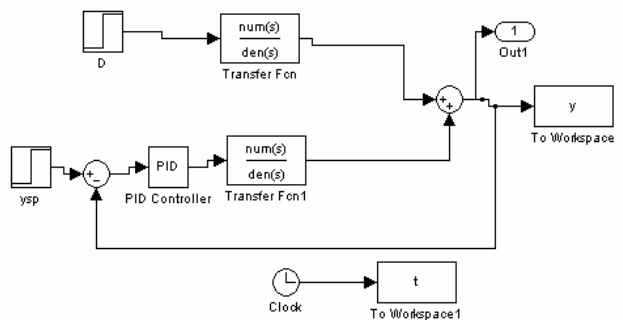 D
num(s)
den(s)
Transfer Fcn
+
+
1
Out1
y
To Workspace
ysp
+
−
PID
PID Controller
num(s)
den(s)
Transfer Fcn1
Clock
t
To Workspace1